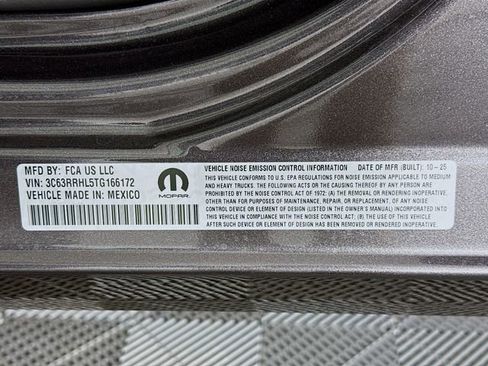 MFD BY: FCA US LLC
VIN: 3C63RRHL5TG166172
VEHICLE MADE IN: MEXICO
MOPAR
VEHICLE NOISE EMISSION CONTROL INFORMATION DATE OF MFR (BUILT): 10-25
THIS VEHICLE CONFORMS TO U.S. EPA REGULATIONS FOR NOISE EMISSION APPLICABLE TO MEDIUM
AND HEAVY TRUCKS. THE FOLLOWING ACTS OR THE CAUSING THEREOF BY ANY PERSON
ARE PROHIBITED BY THE NOISE CONTROL ACT OF 1972: (A) THE REMOVAL OR RENDERING INOPERATIVE,
OTHER THAN FOR PURPOSES OF MAINTENANCE, REPAIR, OR REPLACEMENT, OF ANY NOISE CONTROL
DEVICE OR ELEMENT OF DESIGN (LISTED IN THE OWNER'S MANUAL) INCORPORATED INTO
THIS VEHICLE IN COMPLIANCE WITH THE NOISE CONTROL ACT; (B) THE USE OF THIS VEHICLE
AFTER SUCH DEVICE OR ELEMENT OF DESIGN HAS BEEN REMOVED OR RENDERED INOPERATIVE.